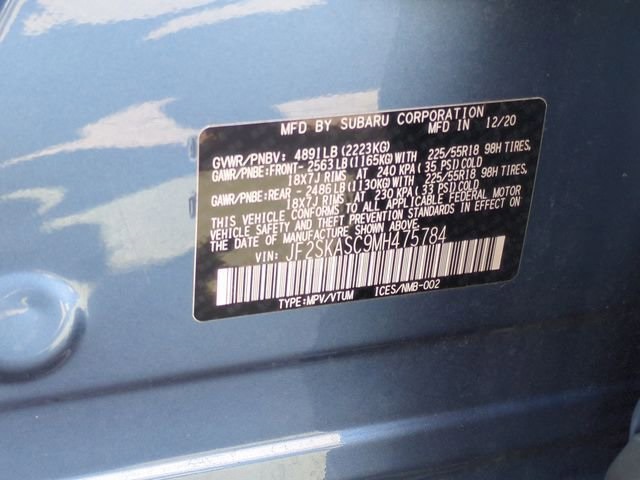 MFD BY SUBARU CORPORATION
MFD IN 12/20
GVWR/PNBV: 4891LB(2223KG)
GAWR/PNBE:FRONT- 2563LB(1165KG)WITH 225/55R18 98H TIRES,
18X7J RIMS AT 240 KPA(35 PSI)COLD
GAWR/PNBE:REAR - 2486LB(1130KG)WITH 225/55R18 98H TIRES,
18X7J RIMS AT 230 KPA(33 PSI)COLD
THIS VEHICLE CONFORMS TO ALL APPLICABLE FEDERAL MOTOR
VEHICLE SAFETY AND THEFT PREVENTION STANDARDS IN EFFECT ON
THE DATE OF MANUFACTURE SHOWN ABOVE.
VIN: JF2SKASC9MH475784
TYPE:MPV/VTUM ICES/NMB-002